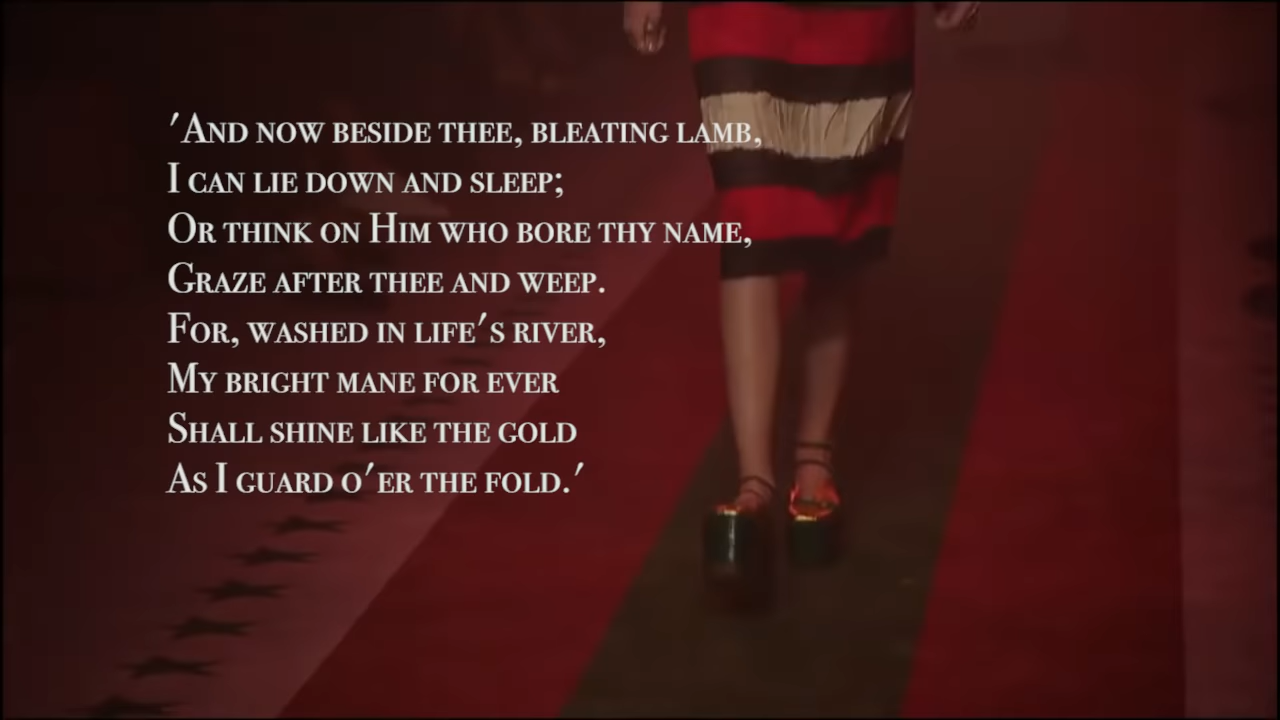 'And now beside thee, bleating lamb,
I can lie down and sleep;
Or think on Him who bore thy name,
Graze after thee and weep.
For, washed in life's river,
My bright mane for ever
Shall shine like the gold
As I guard o'er the fold.'